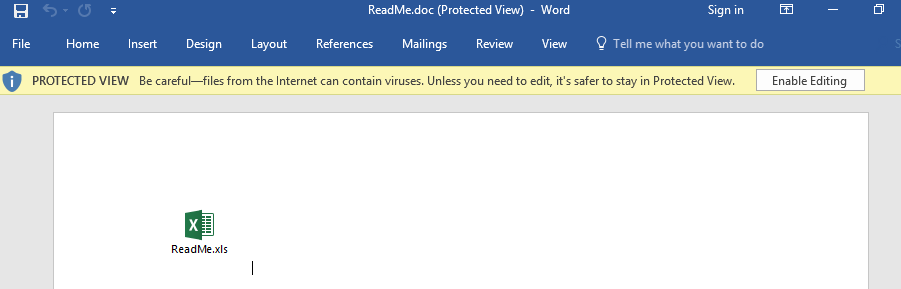 ReadMe.doc (Protected View) - Word
Sign in
File Home Insert Design Layout References Mailings Review View Tell me what you want to do
PROTECTED VIEW Be careful—files from the Internet can contain viruses. Unless you need to edit, it's safer to stay in Protected View. Enable Editing
ReadMe.xls